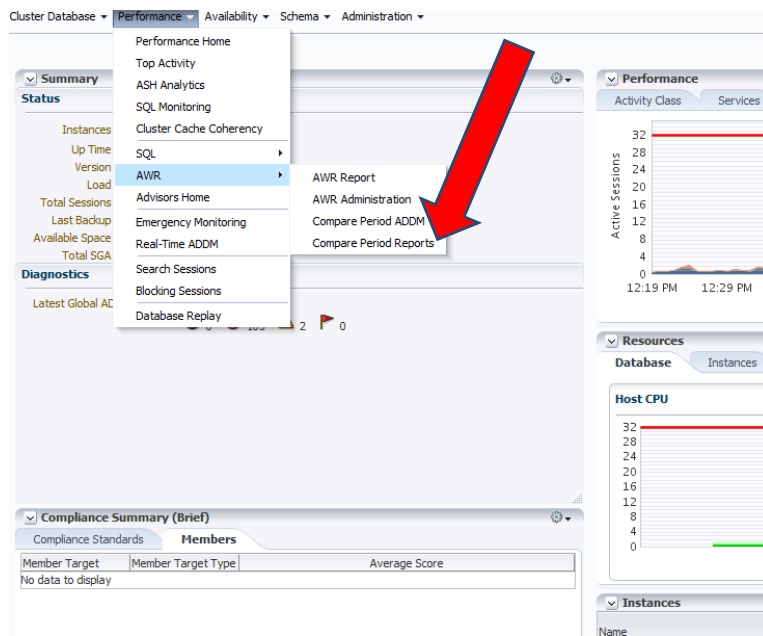 Cluster Database Performance Availability Schema Administration
Performance Home
Top Activity
ASH Analytics
SQL Monitoring
Cluster Cache Coherency
SQL
AWR
Advisors Home
Emergency Monitoring
Real-Time ADDM
Search Sessions
Blocking Sessions
Database Replay
AWR Report
AWR Administration
Compare Period ADDM
Compare Period Reports
Summary
Status
Instances
Up Time
Version
Load
Total Sessions
Last Backup
Available Space
Total SGA
Diagnostics
Latest Global AD
2 0
Compliance Summary (Brief)
Compliance Standards Members
Member Target Member Target Type Average Score
No data to display
Performance
Activity Class Services
Active Sessions
32
28
24
20
16
12
8
4
0
12:19 PM 12:29 PM
Resources
Database Instances
Host CPU
32
28
24
20
16
12
8
4
0
Instances
Name